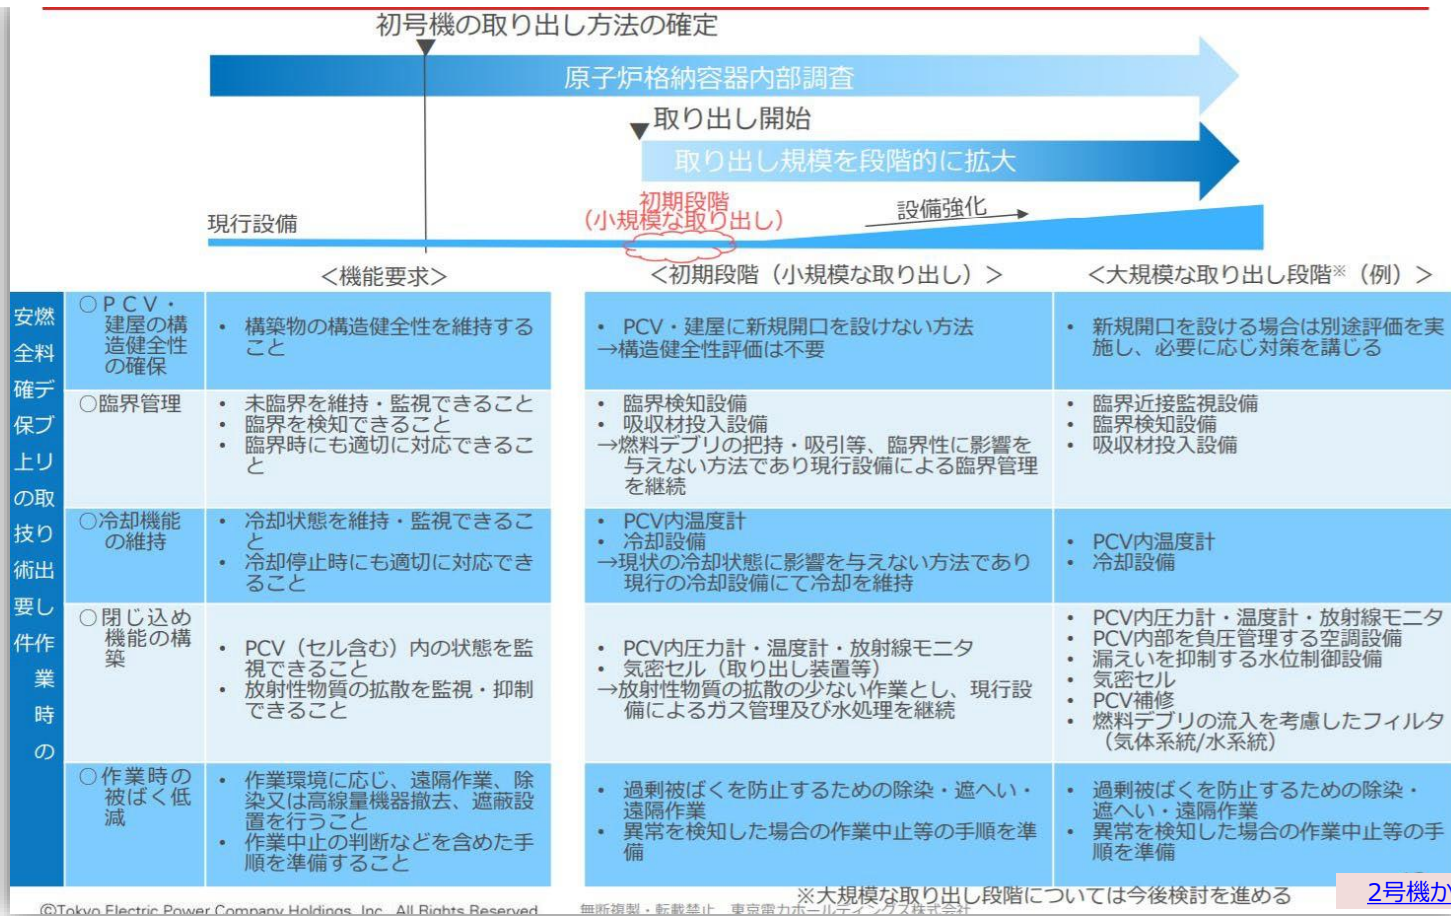 初号機の取り出し方法の確定
原子炉格納容器内部調査
取り出し開始
取り出し規模を段階的に拡大
初期段階
(小規模な取り出し)
設備強化
現行設備
＜機能要求＞
＜初期段階（小規模な取り出し）＞
＜大規模な取り出し段階※（例）＞
燃料デブリの取り出し作業時の
安全確保上の技術要件
○ＰＣＶ・
建屋の構
造健全性
の確保
• 構築物の構造健全性を維持する
こと
• PCV・建屋に新規開口を設けない方法
→構造健全性評価は不要
• 新規開口を設ける場合は別途評価を実
施し、必要に応じ対策を講じる
○臨界管理
• 未臨界を維持・監視できること
• 臨界を検知できること
• 臨界時にも適切に対応できるこ
と
• 臨界検知設備
• 吸収材投入設備
→燃料デブリの把持・吸引等、臨界性に影響を
与えない方法であり現行設備による臨界管理
を継続
• 臨界近接監視設備
• 臨界検知設備
• 吸収材投入設備
○冷却機能
の維持
• 冷却状態を維持・監視できるこ
と
• 冷却停止時にも適切に対応でき
ること
• PCV内温度計
• 冷却設備
→現状の冷却状態に影響を与えない方法であり
現行の冷却設備にて冷却を維持
• PCV内温度計
• 冷却設備
○閉じ込め
機能の構
築
• PCV（セル含む）内の状態を監
視できること
• 放射性物質の拡散を監視・抑制
できること
• PCV内圧力計・温度計・放射線モニタ
• 気密セル（取り出し装置等）
→放射性物質の拡散の少ない作業とし、現行設
備によるガス管理及び水処理を継続
• PCV内圧力計・温度計・放射線モニタ
• PCV内部を負圧管理する空調設備
• 漏えいを抑制する水位制御設備
• 気密セル
• PCV補修
• 燃料デブリの流入を考慮したフィルタ
（気体系統/水系統）
○作業時の
被ばく低
減
• 作業環境に応じ、遠隔作業、除
染又は高線量機器撤去、遮蔽設
置を行うこと
• 作業中止の判断などを含めた手
順を準備すること
• 過剰被ばくを防止するための除染・遮へい・
遠隔作業
• 異常を検知した場合の作業中止等の手順を準
備
• 過剰被ばくを防止するための除染・
遮へい・遠隔作業
• 異常を検知した場合の作業中止等の手
順を準備
※大規模な取り出し段階については今後検討を進める
2号機か
©Tokyo Electric Power Company Holdings, Inc. All Rights Reserved.
無断複製・転載禁止 東京電力ホールディングス株式会社